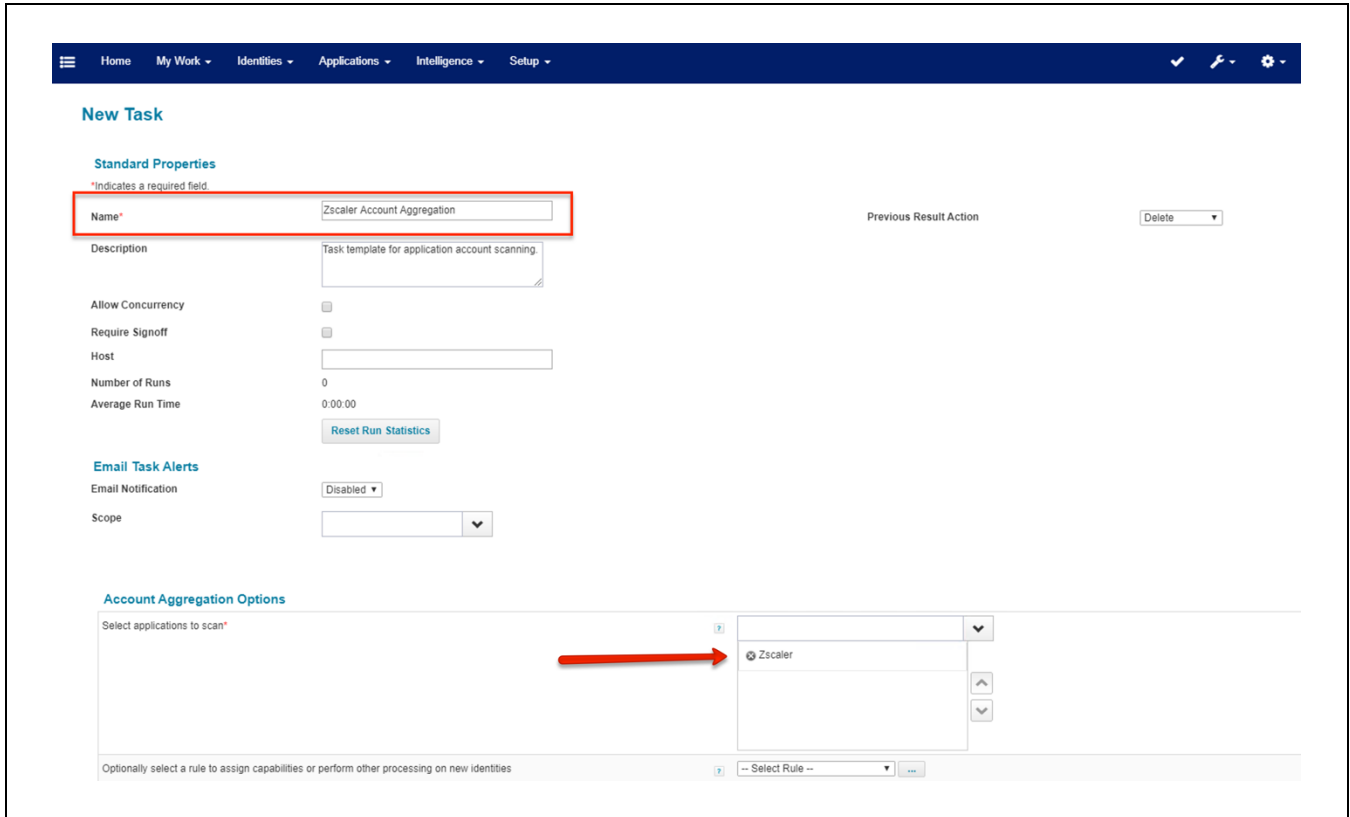 Home My Work Identities Applications Intelligence Setup
New Task
Standard Properties
*Indicates a required field.
Name* Zscaler Account Aggregation Previous Result Action Delete
Description Task template for application account scanning.
Allow Concurrency
Require Signoff
Host
Number of Runs 0
Average Run Time 0:00:00
Reset Run Statistics
Email Task Alerts
Email Notification Disabled
Scope
Account Aggregation Options
Select applications to scan* ?
Zscaler
Optionally select a rule to assign capabilities or perform other processing on new identities ? -- Select Rule -- ...